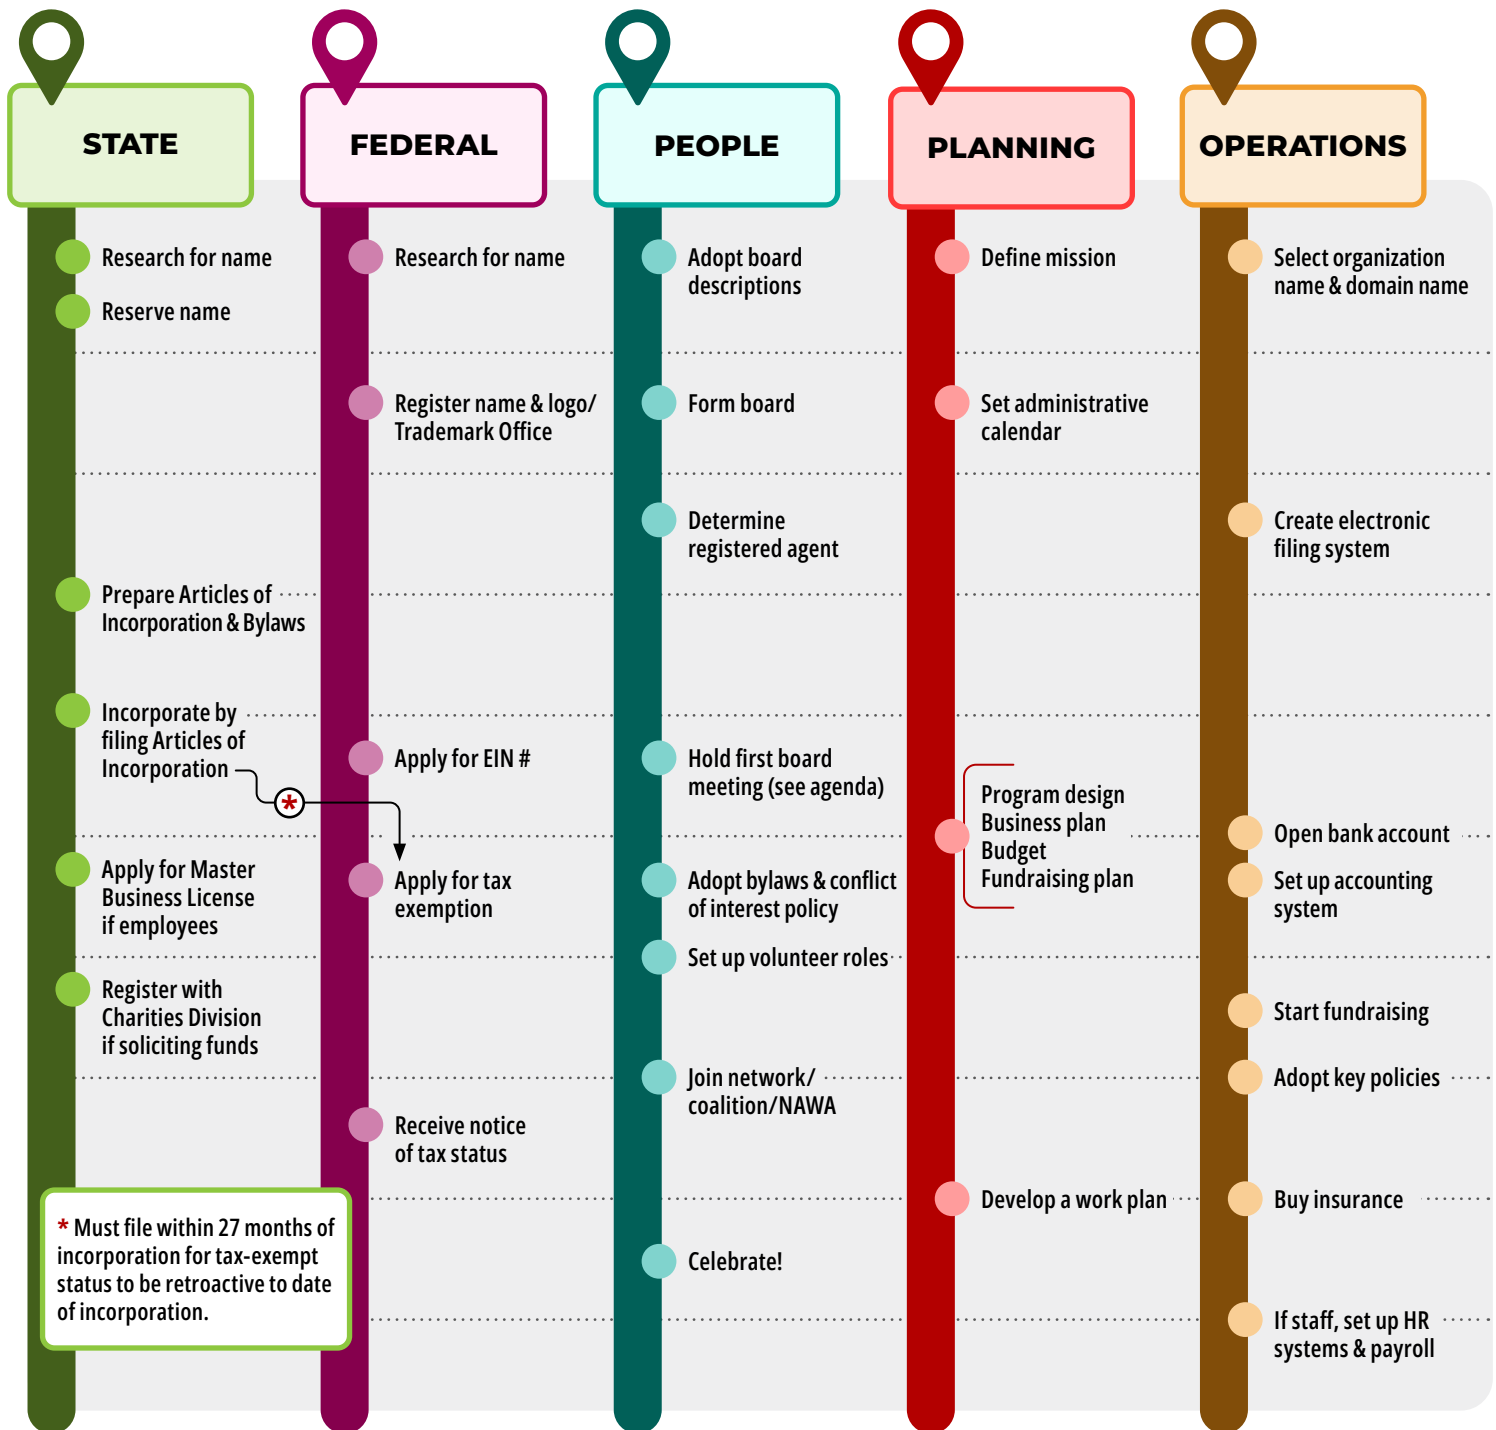 STATE
Research for name
Reserve name
Prepare Articles of
Incorporation & Bylaws
Incorporate by
filing Articles of
Incorporation
*
Apply for Master
Business License
if employees
Register with
Charities Division
if soliciting funds
* Must file within 27 months of
incorporation for tax-exempt
status to be retroactive to date
of incorporation.
FEDERAL
Research for name
Register name & logo/
Trademark Office
Apply for EIN #
Apply for tax
exemption
Receive notice
of tax status
PEOPLE
Adopt board
descriptions
Form board
Determine
registered agent
Hold first board
meeting (see agenda)
Adopt bylaws & conflict
of interest policy
Set up volunteer roles
Join network/
coalition/NAWA
Celebrate!
PLANNING
Define mission
Set administrative
calendar
Program design
Business plan
Budget
Fundraising plan
Develop a work plan
OPERATIONS
Select organization
name & domain name
Create electronic
filing system
Open bank account
Set up accounting
system
Start fundraising
Adopt key policies
Buy insurance
If staff, set up HR
systems & payroll